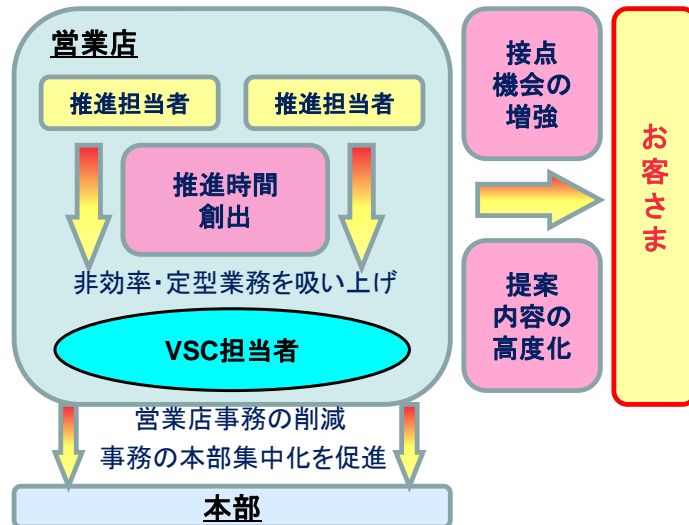 営業店
推進担当者
推進担当者
推進時間
創出
非効率・定型業務を吸い上げ
VSC担当者
営業店事務の削減
事務の本部集中化を促進
本部
接点
機会の
増強
提案
内容の
高度化
お客さま